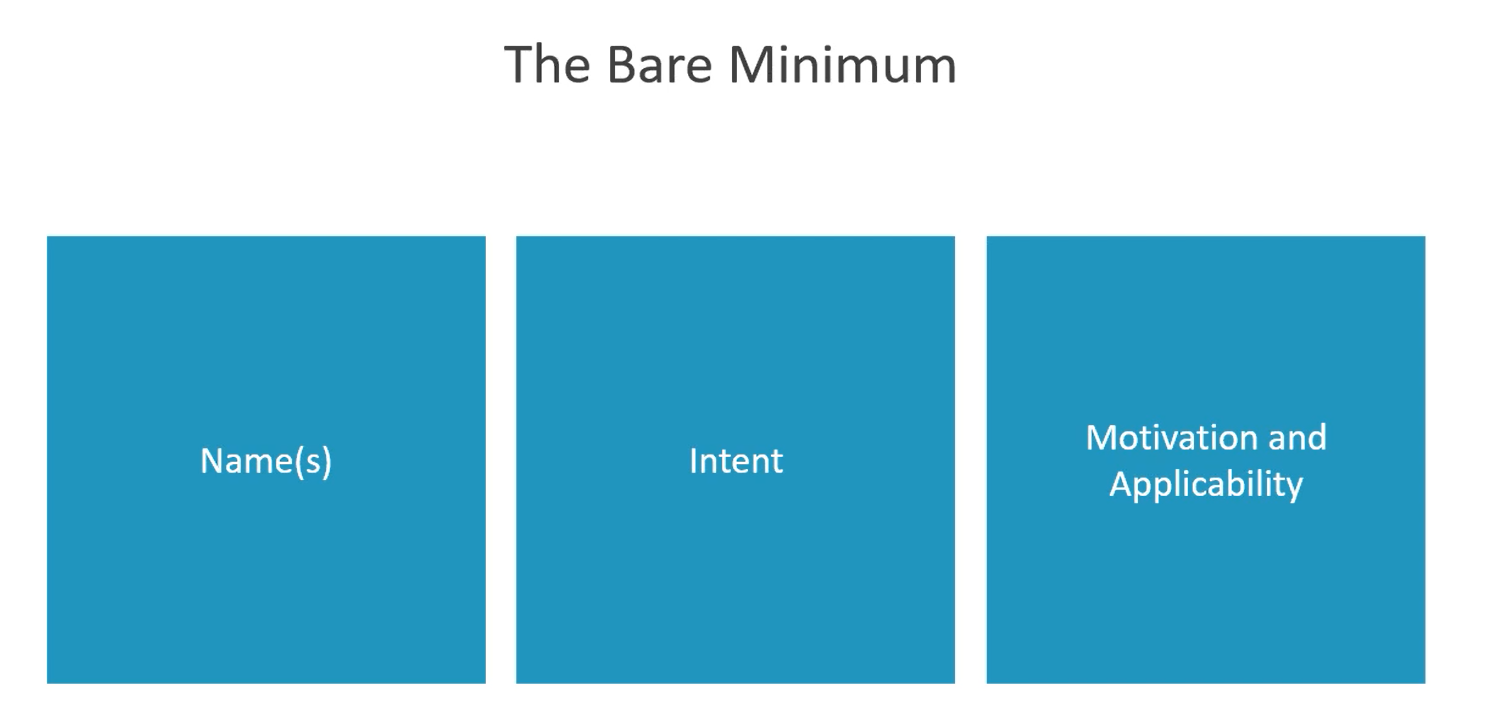 The Bare Minimum
Name(s)
Intent
Motivation and
Applicability